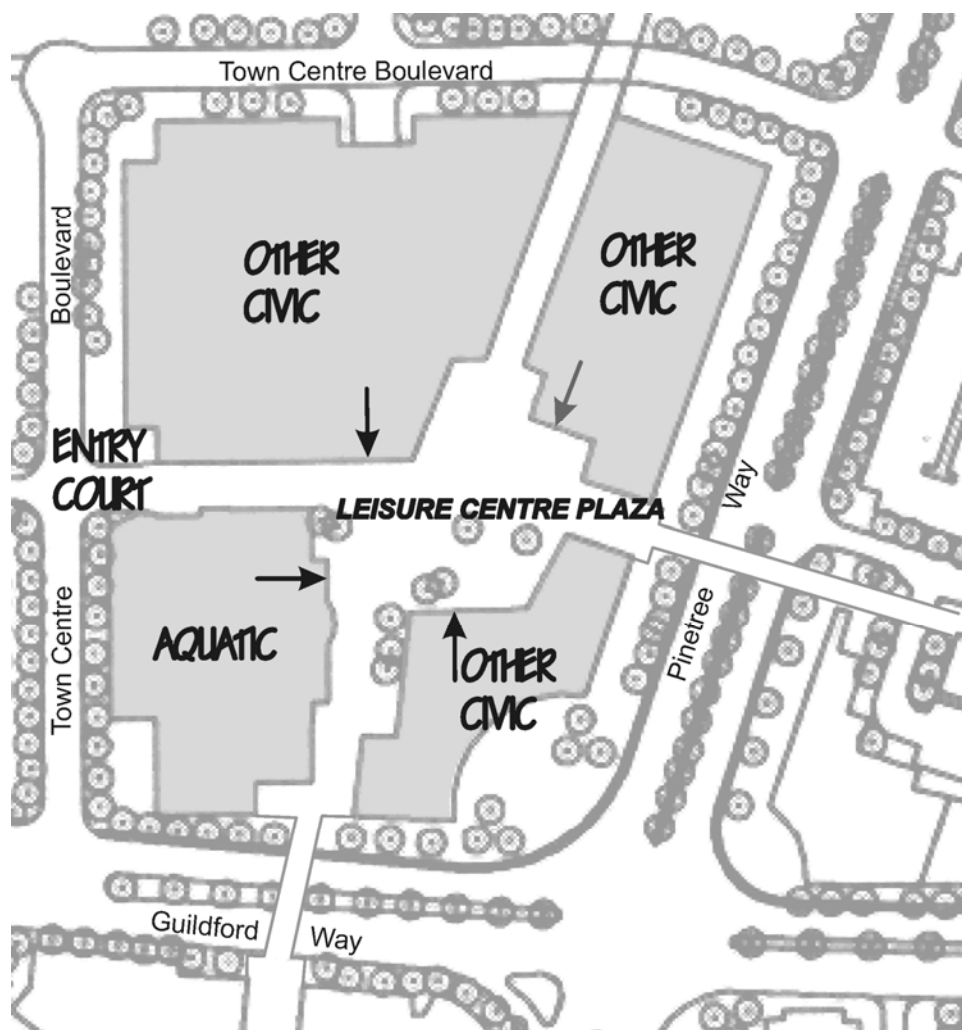 Town Centre Boulevard
Boulevard
OTHER
CIVIC
OTHER
CIVIC
ENTRY
COURT
LEISURE CENTRE PLAZA
Way
Town Centre
AQUATIC
OTHER
CIVIC
Pinetree
Guildford
Way